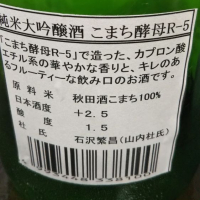 純米大吟醸酒 こまち酵母R-5
「こまち酵母R-5」で造った、カプロン酸
エチル系の華やかな香りと、キレのあ
るフルーティーな飲み口のお酒です。
原料米 秋田酒こまち100%
日本酒度 +2.5
酸度 1.5
杜氏 石沢繁昌(山内杜氏)